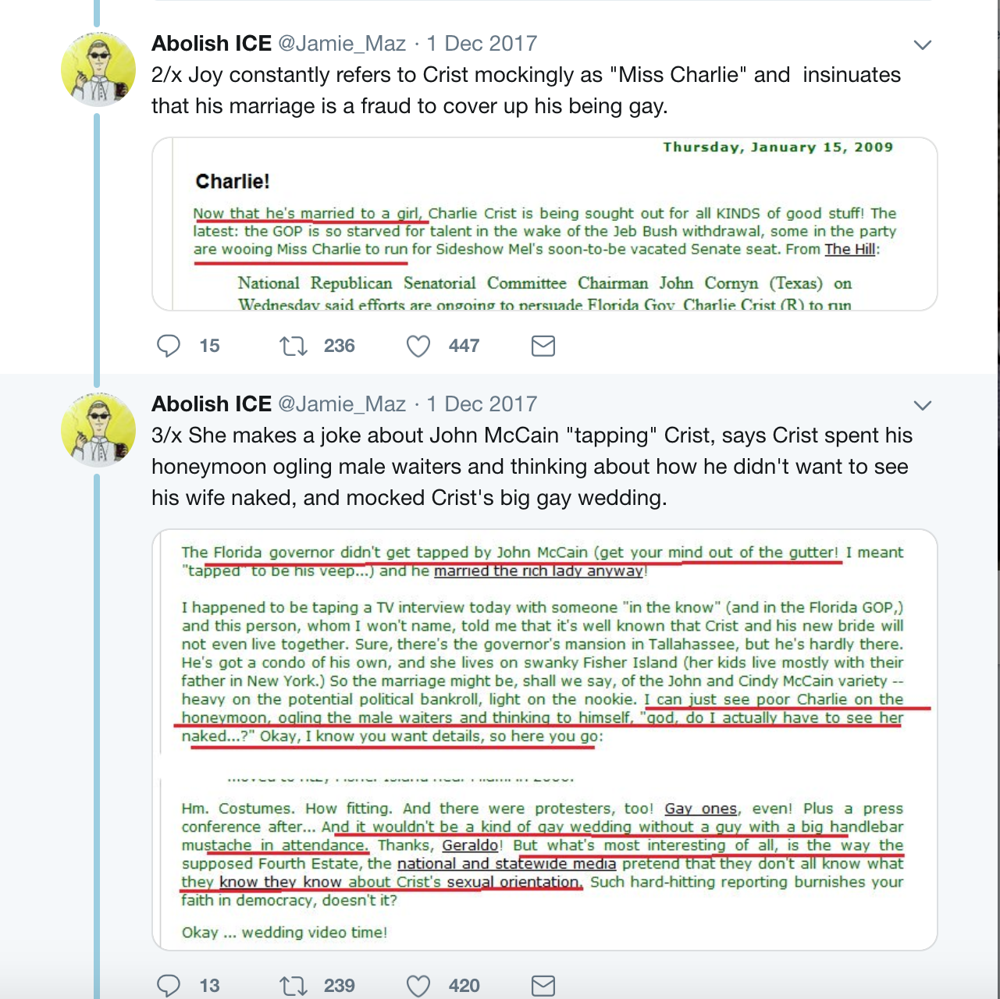 Abolish ICE @Jamie_Maz · 1 Dec 2017
2/x Joy constantly refers to Crist mockingly as "Miss Charlie" and insinuates
that his marriage is a fraud to cover up his being gay.
Thursday, January 15, 2009
Charlie!
Now that he's married to a girl, Charlie Crist is being sought out for all KINDS of good stuff! The
latest: the GOP is so starved for talent in the wake of the Jeb Bush withdrawal, some in the party
are wooing Miss Charlie to run for Sideshow Mel's soon-to-be vacated Senate seat. From The Hill:
National Republican Senatorial Committee Chairman John Cornyn (Texas) on
Wednesday said efforts are ongoing to persuade Florida Gov. Charlie Crist (R) to run
15 236 447
Abolish ICE @Jamie_Maz · 1 Dec 2017
3/x She makes a joke about John McCain "tapping" Crist, says Crist spent his
honeymoon ogling male waiters and thinking about how he didn't want to see
his wife naked, and mocked Crist's big gay wedding.
The Florida governor didn't get tapped by John McCain (get your mind out of the gutter! I meant
"tapped" to be his veep...) and he married the rich lady anyway!
I happened to be taping a TV interview today with someone "in the know" (and in the Florida GOP,)
and this person, whom I won't name, told me that it's well known that Crist and his new bride will
not even live together. Sure, there's the governor's mansion in Tallahassee, but he's hardly there.
He's got a condo of his own, and she lives on swanky Fisher Island (her kids live mostly with their
father in New York.) So the marriage might be, shall we say, of the John and Cindy McCain variety --
heavy on the potential political bankroll, light on the nookie. I can just see poor Charlie on the
honeymoon, ogling the male waiters and thinking to himself, "god, do I actually have to see her
naked...?" Okay, I know you want details, so here you go:
Hm. Costumes. How fitting. And there were protesters, too! Gay ones, even! Plus a press
conference after... And it wouldn't be a kind of gay wedding without a guy with a big handlebar
mustache in attendance. Thanks, Geraldo! But what's most interesting of all, is the way the
supposed Fourth Estate, the national and statewide media pretend that they don't all know what
they know they know about Crist's sexual orientation. Such hard-hitting reporting burnishes your
faith in democracy, doesn't it?
Okay ... wedding video time!
13 239 420